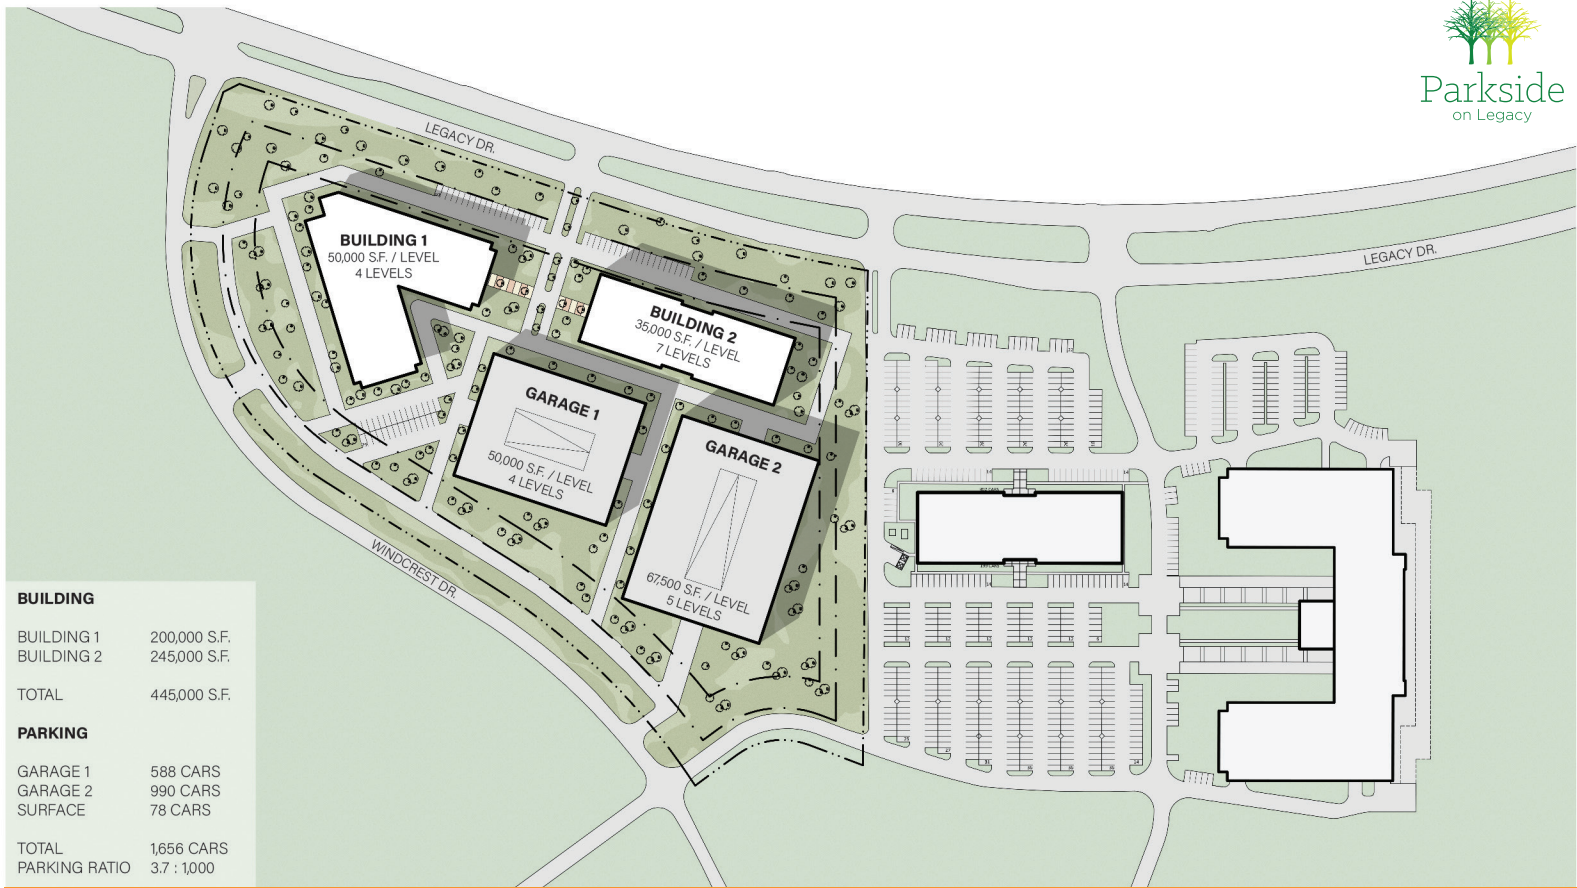 Parkside
on Legacy
LEGACY DR.
LEGACY DR.
BUILDING 1
50,000 S.F. / LEVEL
4 LEVELS
BUILDING 2
35,000 S.F. / LEVEL
7 LEVELS
GARAGE 1
50,000 S.F. / LEVEL
4 LEVELS
GARAGE 2
67,500 S.F. / LEVEL
5 LEVELS
WINDCREST DR.
BUILDING
BUILDING 1 200,000 S.F.
BUILDING 2 245,000 S.F.
TOTAL 445,000 S.F.
PARKING
GARAGE 1 588 CARS
GARAGE 2 990 CARS
SURFACE 78 CARS
TOTAL 1,656 CARS
PARKING RATIO 3.7 : 1,000